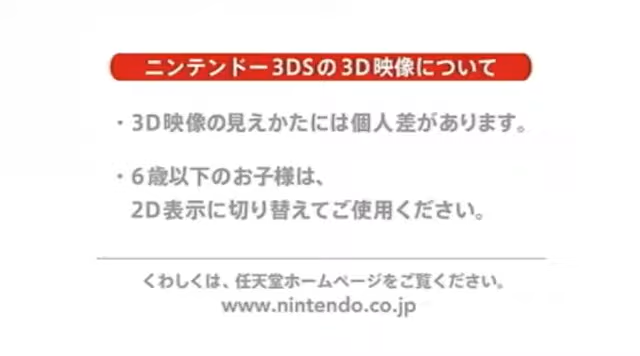 ニンテンドー3DSの3D映像について
・3D映像の見えかたには個人差があります。
・6歳以下のお子様は、
2D表示に切り替えてご使用ください。
くわしくは、任天堂ホームページをご覧ください。
www.nintendo.co.jp